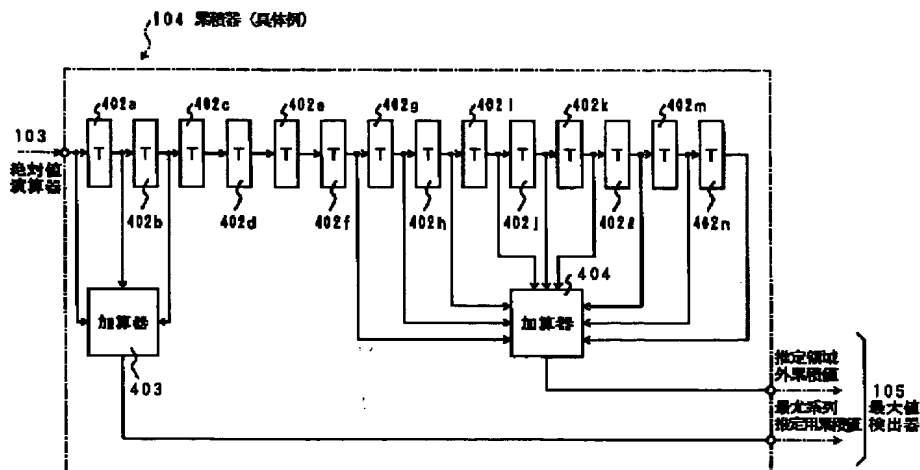 104 累積器（具体例）
402a
402c
402e
402g
402i
402k
402m
103
絶対値
演算器
T T T T T T T T T T T T T T
402b
402d
402f
402h
402j
402ℓ
402n
404
加算器
加算器
403
推定領域
外累積値
最尤系列
推定用累積値
105
最大値
検出器